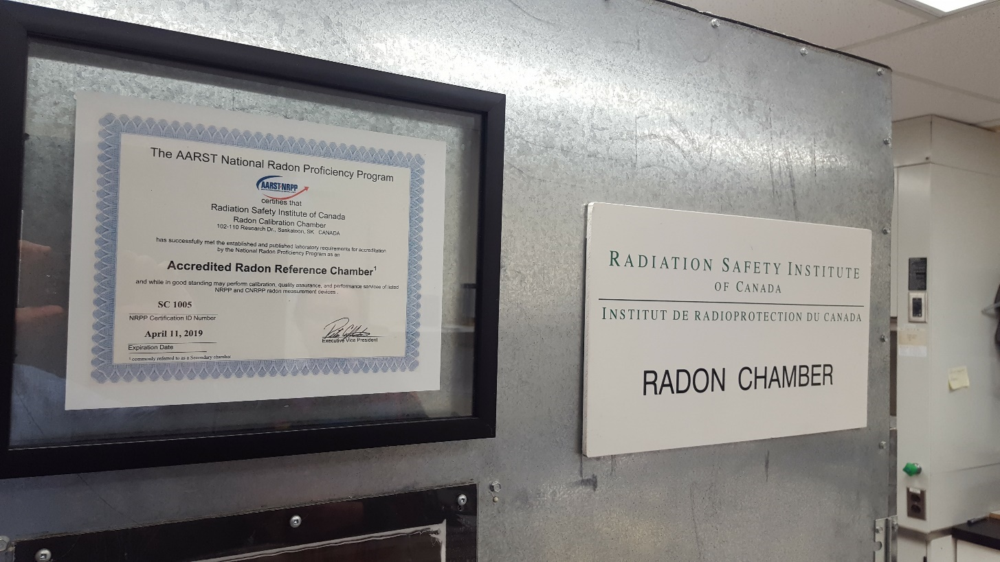 The AARST National Radon Proficiency Program
AARST-NRPP
certifies that
Radiation Safety Institute of Canada
Radon Calibration Chamber
102-110 Research Dr., Saskatoon, SK CANADA
has successfully met the established and published laboratory requirements for accreditation
by the National Radon Proficiency Program as an
Accredited Radon Reference Chamber¹
and while in good standing may perform calibration, quality assurance, and performance services of listed
NRPP and CNRPP radon measurement devices .
SC 1005
NRPP Certification ID Number
April 11, 2019
Expiration Date
Executive Vice President
¹ commonly referred to as a Secondary chamber
RADIATION SAFETY INSTITUTE
OF CANADA
INSTITUT DE RADIOPROTECTION DU CANADA
RADON CHAMBER